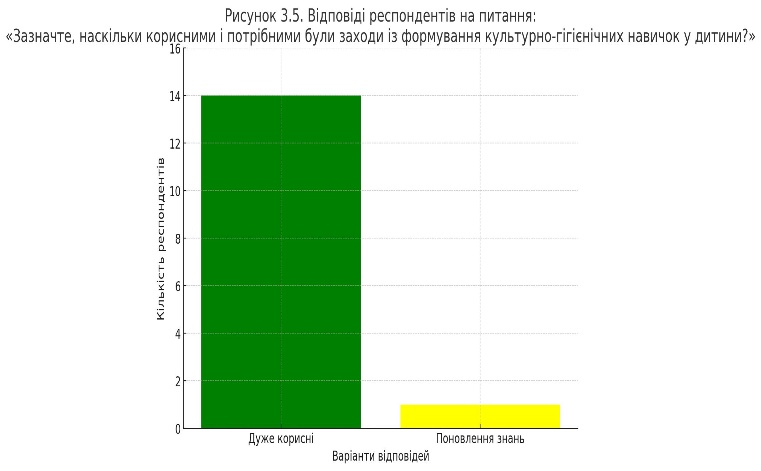 Рисунок 3.5. Відповіді респондентів на питання:
«Зазначте, наскільки корисними і потрібними були заходи із формування культурно-гігієнічних навичок у дитини?»
16
14
12
10
8
6
4
2
0
Кількість респондентів
Дуже корисні
Поновлення знань
Варіанти відповідей